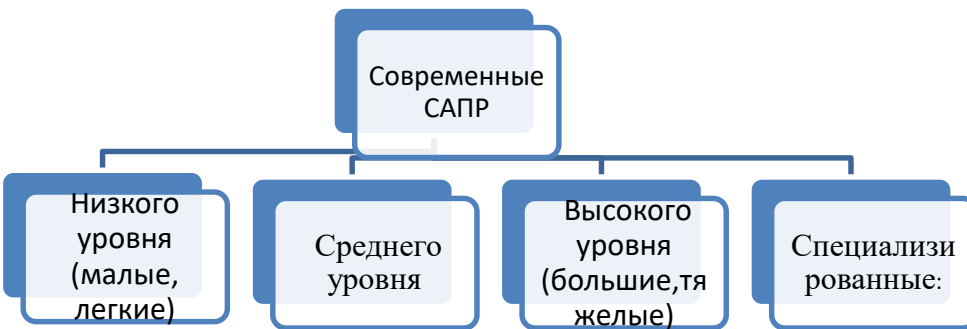 Современные
САПР
Низкого
уровня
(малые,
легкие)
Среднего
уровня
Высокого
уровня
(большие,тя
желые)
Специализи
рованные: